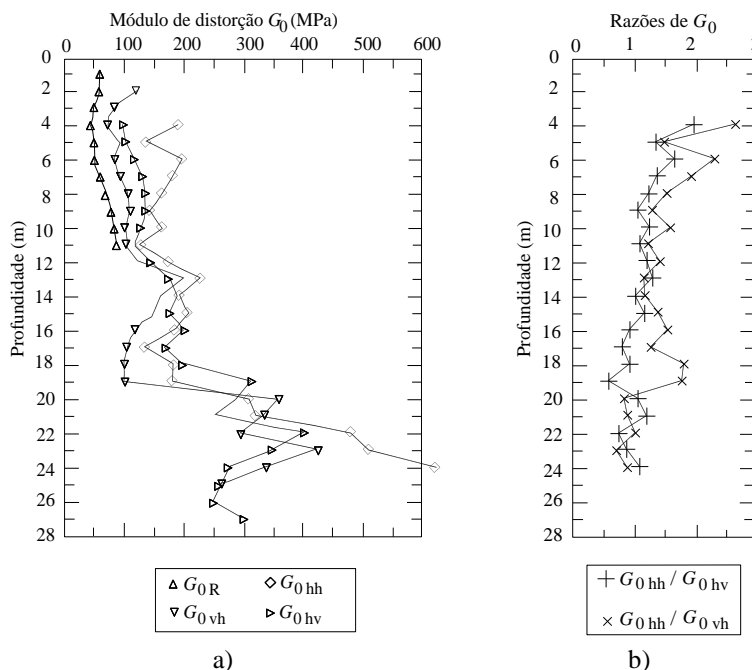 Módulo de distorção G0 (MPa)
0 100 200 300 400 500 600
Profundidade (m)
0
2
4
6
8
10
12
14
16
18
20
22
24
26
28
G0 R
G0 hh
G0 vh
G0 hv
a)
Razões de G0
0 1 2 3
Profundidade (m)
0
2
4
6
8
10
12
14
16
18
20
22
24
26
28
G0 hh / G0 hv
G0 hh / G0 vh
b)